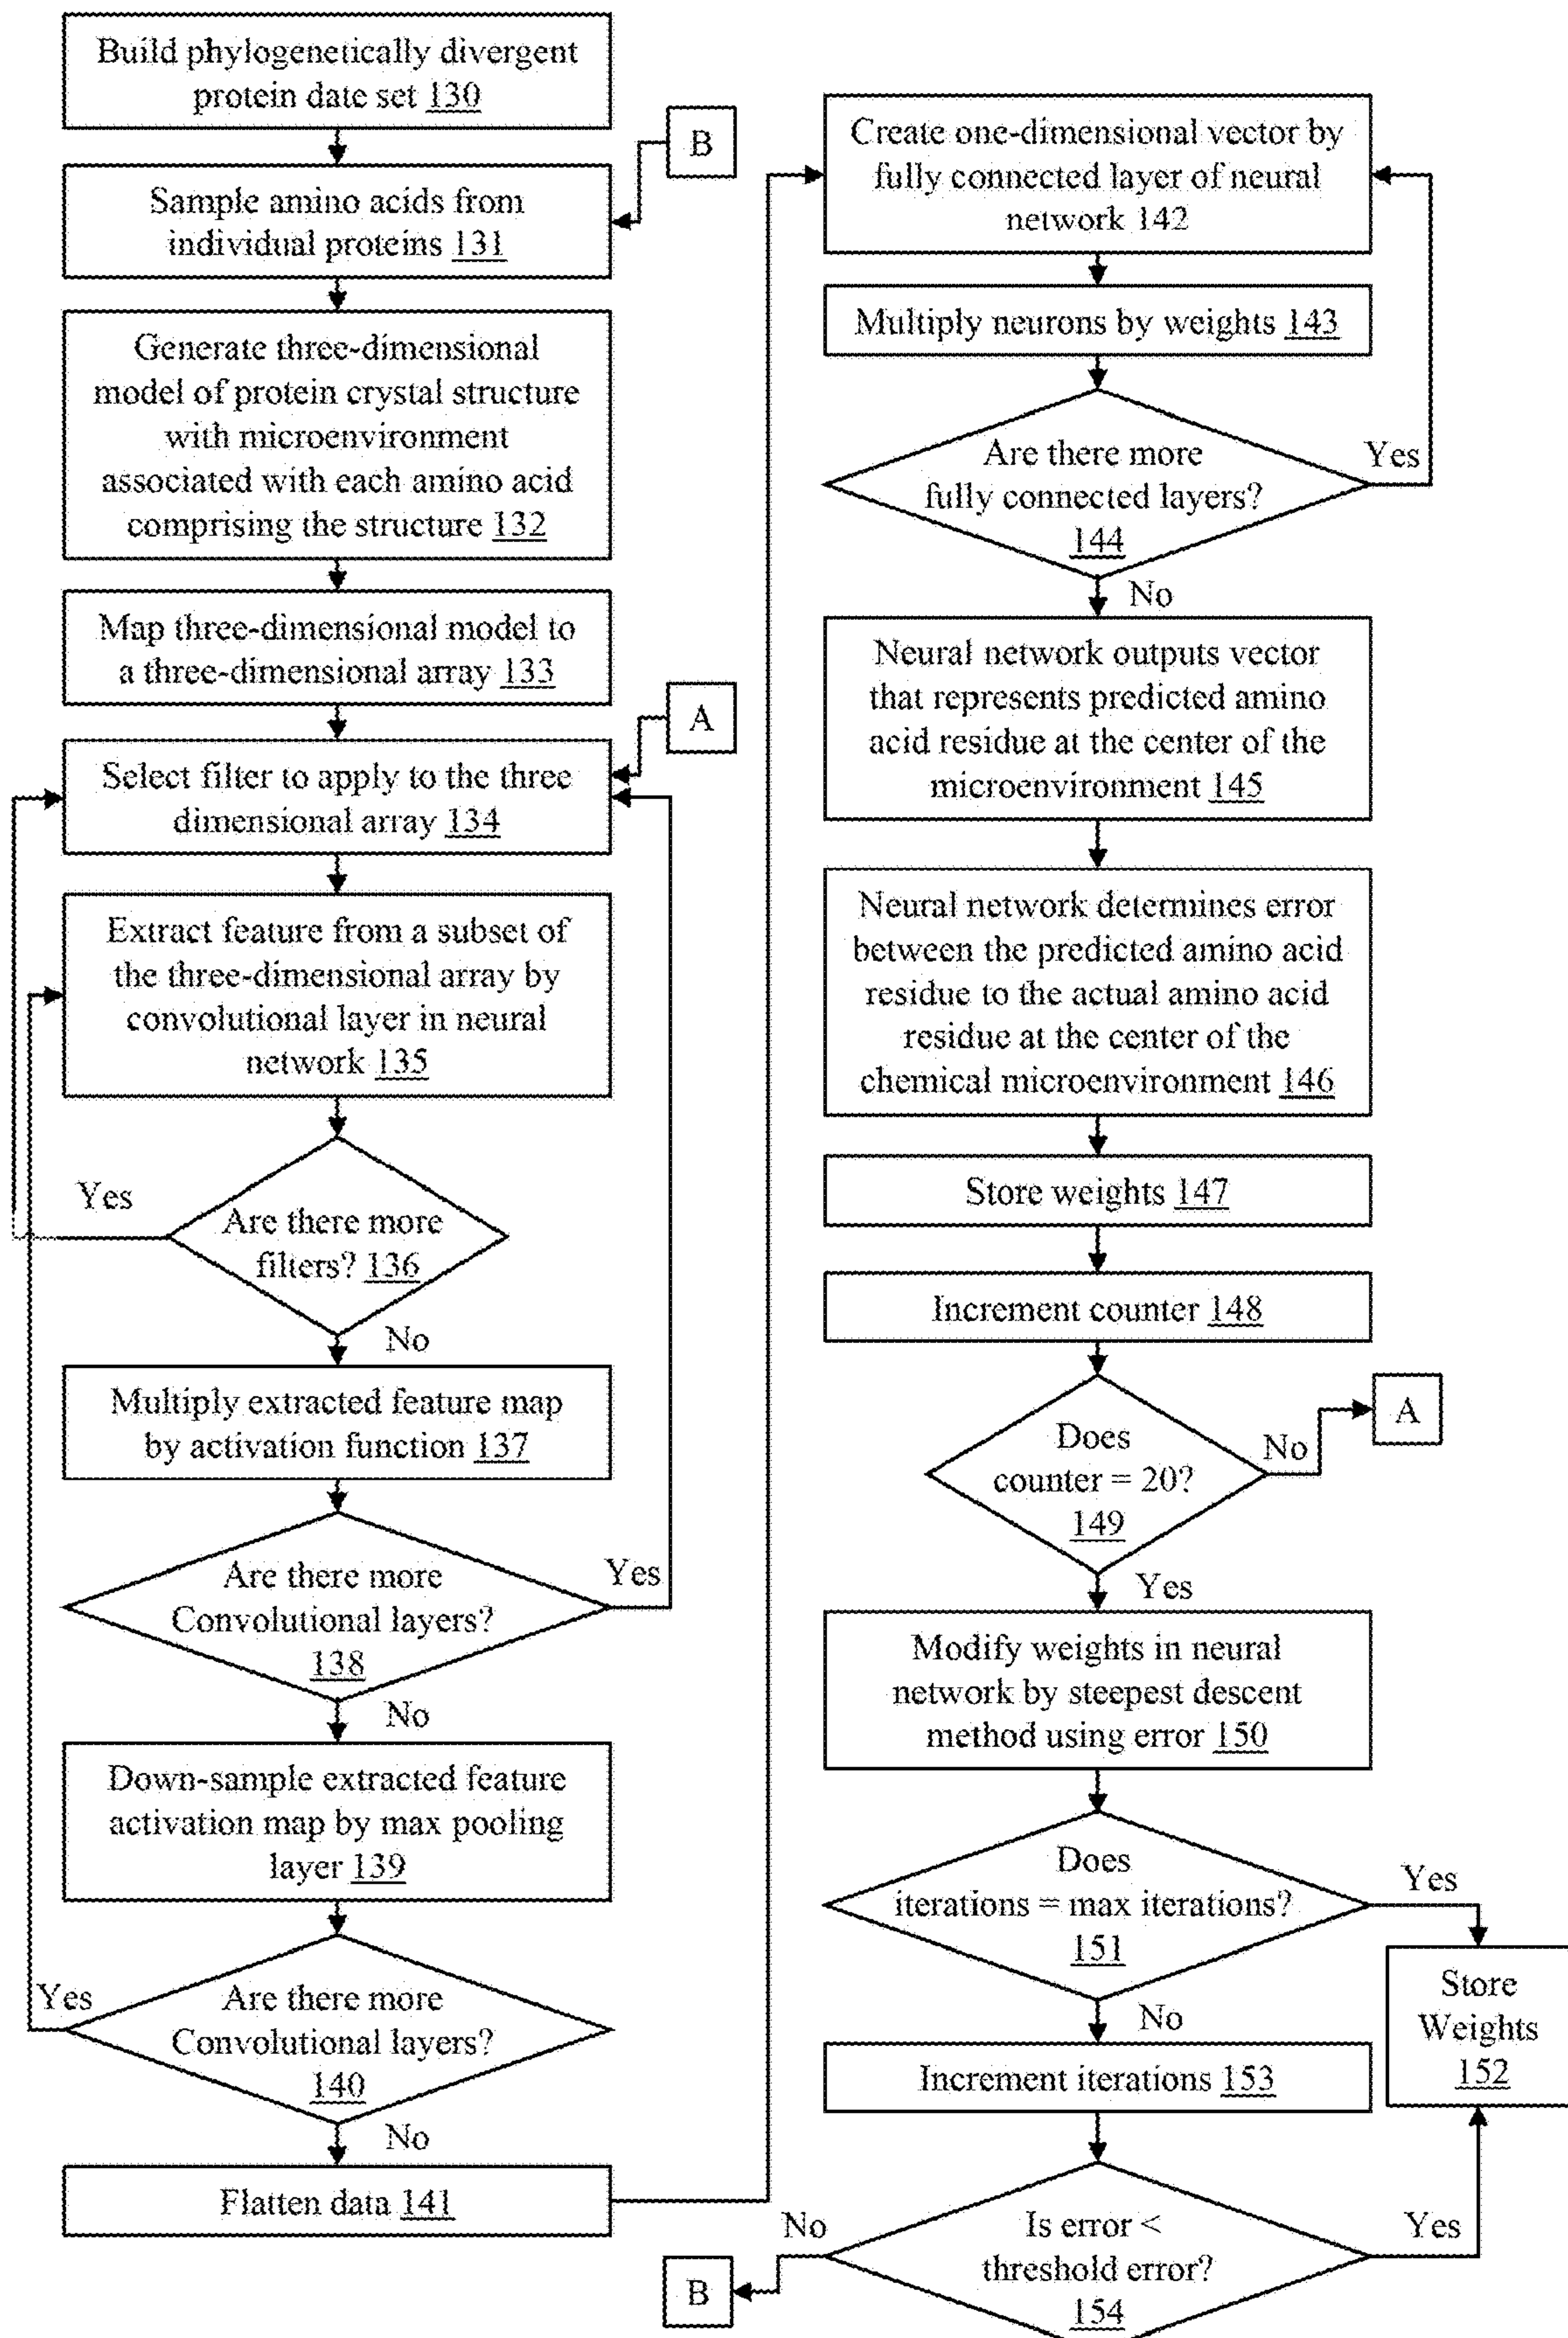 Build phylogenetically divergent
protein date set 130
B
Sample amino acids from
individual proteins 131
Generate three-dimensional
model of protein crystal structure
with microenvironment
associated with each amino acid
comprising the structure 132
Map three-dimensional model to
a three-dimensional array 133
A
Select filter to apply to the three
dimensional array 134
Extract feature from a subset of
the three-dimensional array by
convolutional layer in neural
network 135
Yes
Are there more
filters? 136
No
Multiply extracted feature map
by activation function 137
Are there more
Convolutional layers?
138
Yes
No
Down-sample extracted feature
activation map by max pooling
layer 139
Yes
Are there more
Convolutional layers?
140
No
Flatten data 141
Create one-dimensional vector by
fully connected layer of neural
network 142
Multiply neurons by weights 143
Are there more
fully connected layers?
144
Yes
No
Neural network outputs vector
that represents predicted amino
acid residue at the center of the
microenvironment 145
Neural network determines error
between the predicted amino acid
residue to the actual amino acid
residue at the center of the
chemical microenvironment 146
Store weights 147
Increment counter 148
Does
counter = 20?
149
No
A
Yes
Modify weights in neural
network by steepest descent
method using error 150
Does
iterations = max iterations?
151
Yes
No
Store
Weights
152
Increment iterations 153
Is error <
threshold error?
154
No
B
Yes